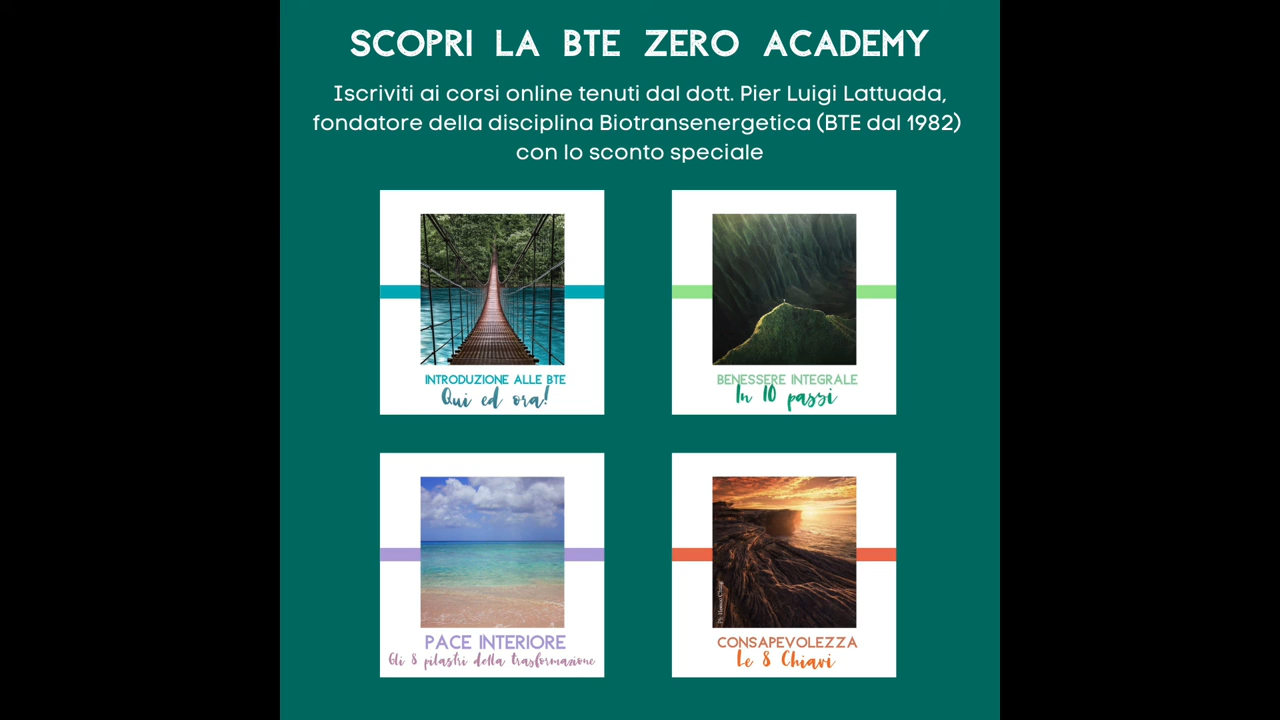 SCOPRI LA BTE ZERO ACADEMY
Iscriviti ai corsi online tenuti dal dott. Pier Luigi Lattuada,
fondatore della disciplina Biotransenergetica (BTE dal 1982)
con lo sconto speciale
INTRODUZIONE ALLE BTE
Qui ed ora!
BENESSERE INTEGRALE
In 10 passi
PACE INTERIORE
Gli 8 pilastri della trasformazione
CONSAPEVOLEZZA
Le 8 Chiavi